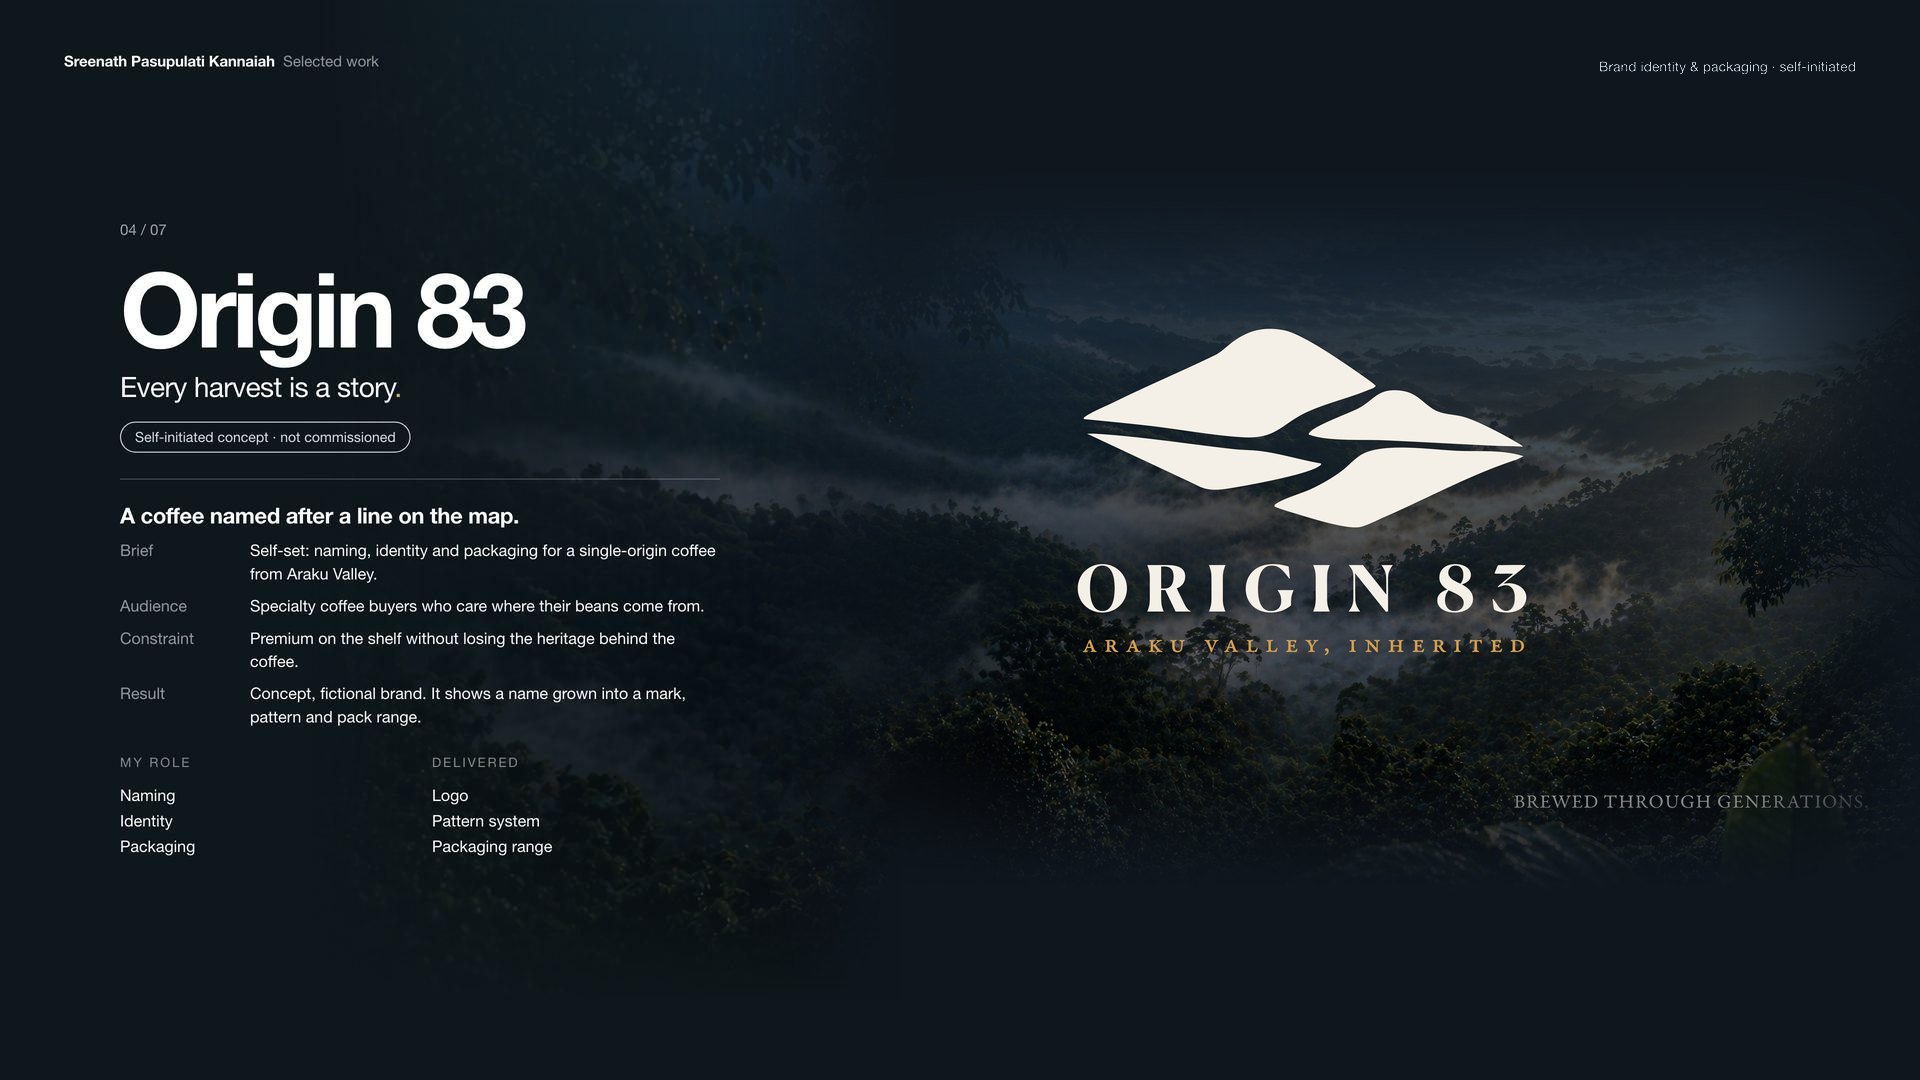 Sreenath Pasupulati Kannaiah Selected work
Brand identity & packaging · self-initiated
04 / 07
Origin 83
Every harvest is a story.
Self-initiated concept · not commissioned
A coffee named after a line on the map.
Brief
Self-set: naming, identity and packaging for a single-origin coffee
from Araku Valley.
Audience
Specialty coffee buyers who care where their beans come from.
Constraint
Premium on the shelf without losing the heritage behind the
coffee.
Result
Concept, fictional brand. It shows a name grown into a mark,
pattern and pack range.
MY ROLE
Naming
Identity
Packaging
DELIVERED
Logo
Pattern system
Packaging range
ORIGIN 83
ARAKU VALLEY, INHERITED
BREWED THROUGH GENERATIONS.